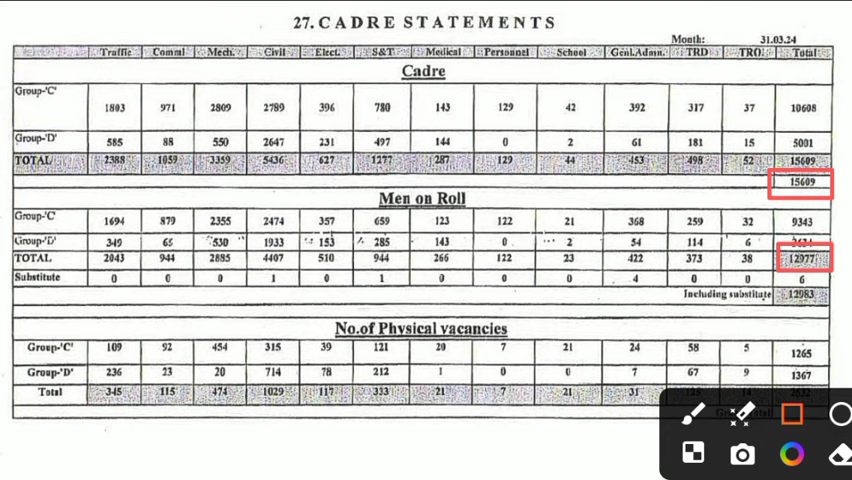 27. CADRE STATEMENTS
Month: 31.03.24
Traffic Comml Mech. Civil Elect. S&T Medical Personnel School Genl.Admn. TRD TRO Total
Cadre
Group-'C' 1803 971 2809 2789 396 780 143 129 42 392 317 37 10608
Group-'D' 585 88 550 2647 231 497 144 0 2 61 181 15 5001
TOTAL 2388 1059 3359 5436 627 1277 287 129 44 453 498 52 15609
15609
Men on Roll
Group-'C' 1694 879 2355 2474 357 659 123 122 21 368 259 32 9343
Group-'D' 349 65 530 1933 153 285 143 0 2 54 114 6 3634
TOTAL 2043 944 2885 4407 510 944 266 122 23 422 373 38 12977
Substitute 0 0 0 1 0 1 0 0 0 4 0 0 6
Including substitute 12983
No.of Physical vacancies
Group-'C' 109 92 454 315 39 121 20 7 21 24 58 5 1265
Group-'D' 236 23 20 714 78 212 1 0 0 7 67 9 1367
Total 345 115 474 1029 117 333 21 7 21 31